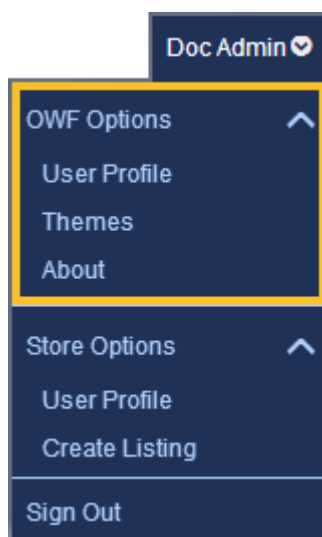 Doc Admin
OWF Options
User Profile
Themes
About
Store Options
User Profile
Create Listing
Sign Out